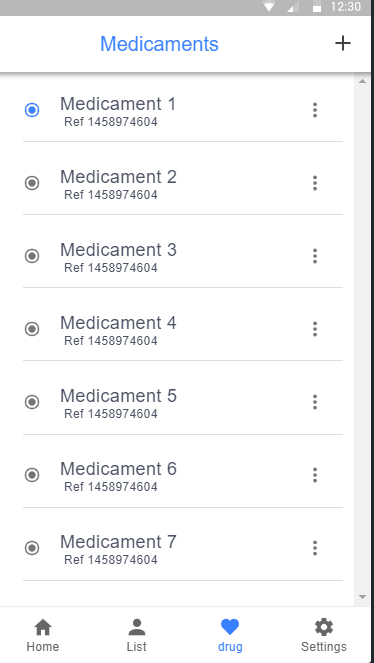 12:30
Medicaments
Medicament 1
Ref 1458974604
Medicament 2
Ref 1458974604
Medicament 3
Ref 1458974604
Medicament 4
Ref 1458974604
Medicament 5
Ref 1458974604
Medicament 6
Ref 1458974604
Medicament 7
Ref 1458974604
Home List drug Settings